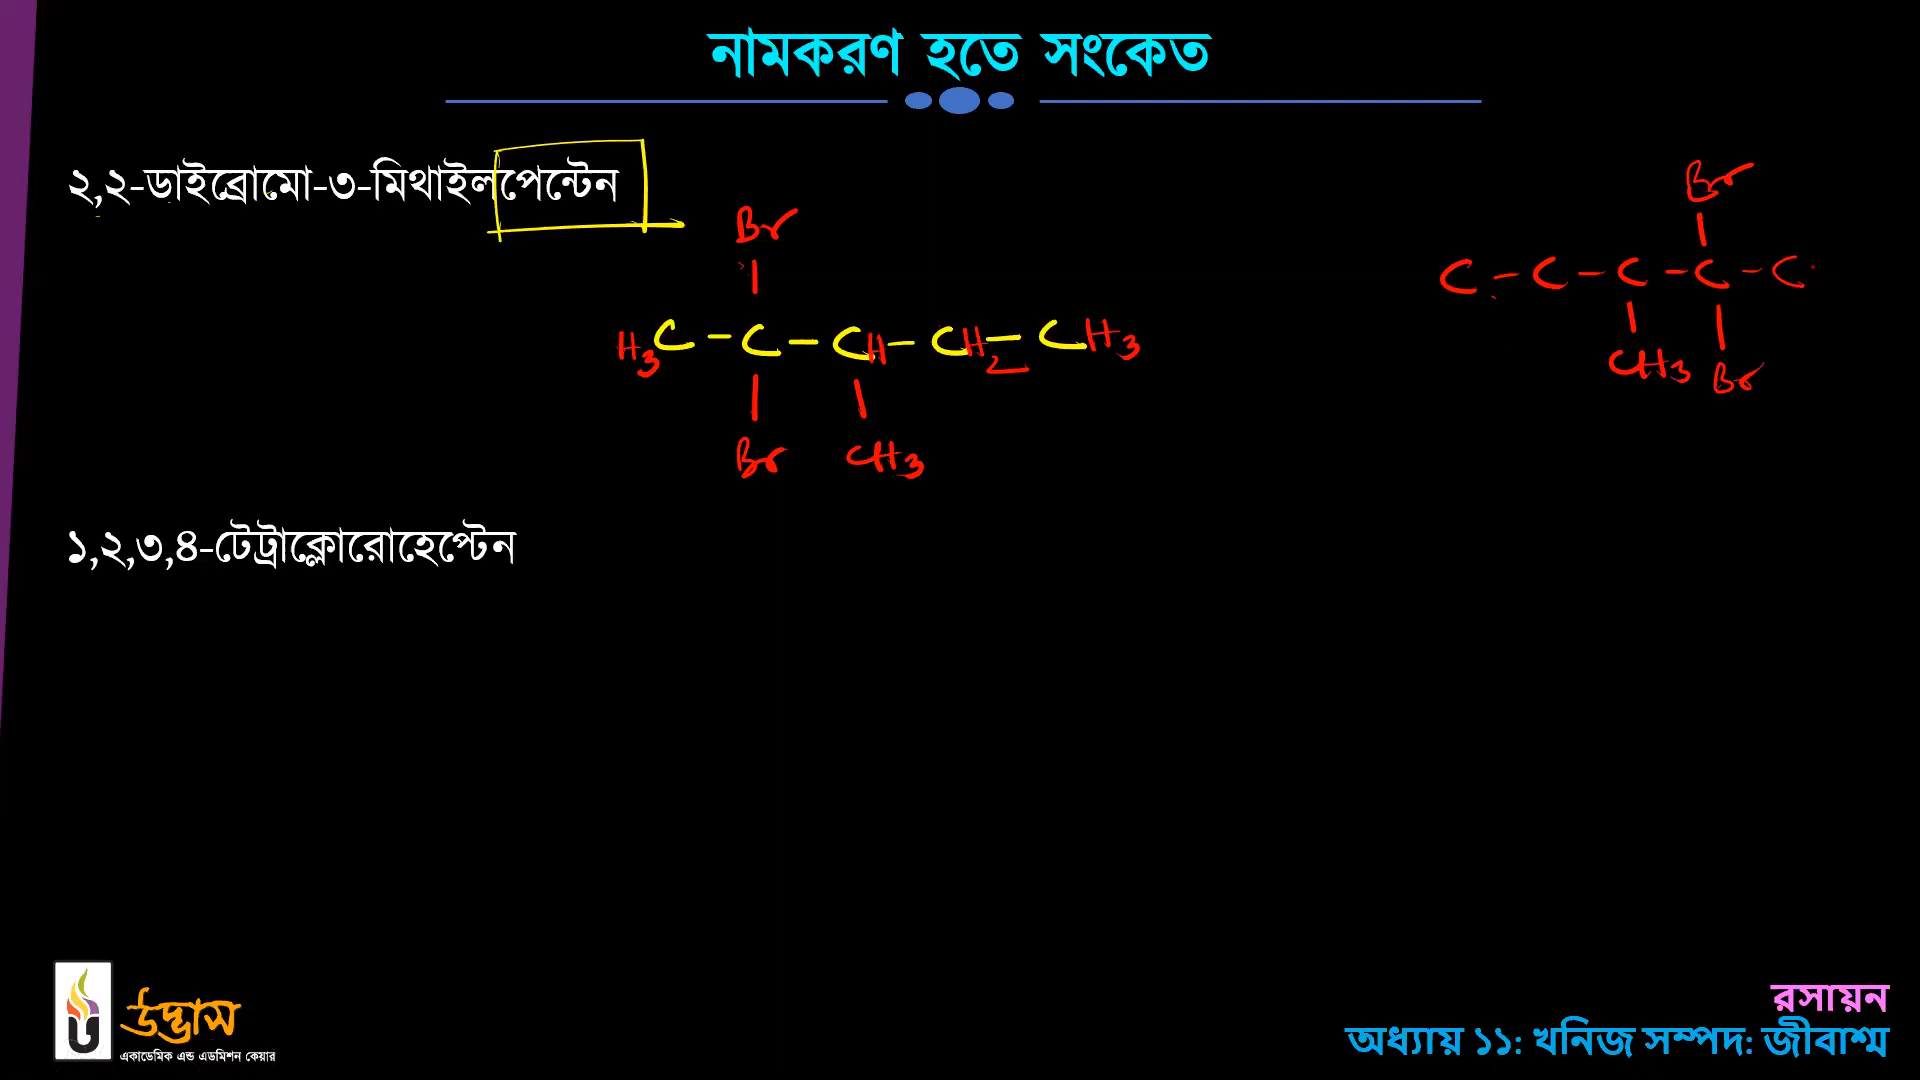 নামকরণ হতে সংকেত
২,২-ডাইব্রোমো-৩-মিথাইলপেন্টেন
Br
H3C - C - CH - CH2 - CH3
Br CH3
Br
C - C - C - C - C
CH3 Br
১,২,৩,৪-টেট্রাক্লোরোহেপ্টেন
উদ্ভাস
একাডেমিক এন্ড এডমিশন কেয়ার
রসায়ন
অধ্যায় ১১: খনিজ সম্পদ: জীবাশ্ম